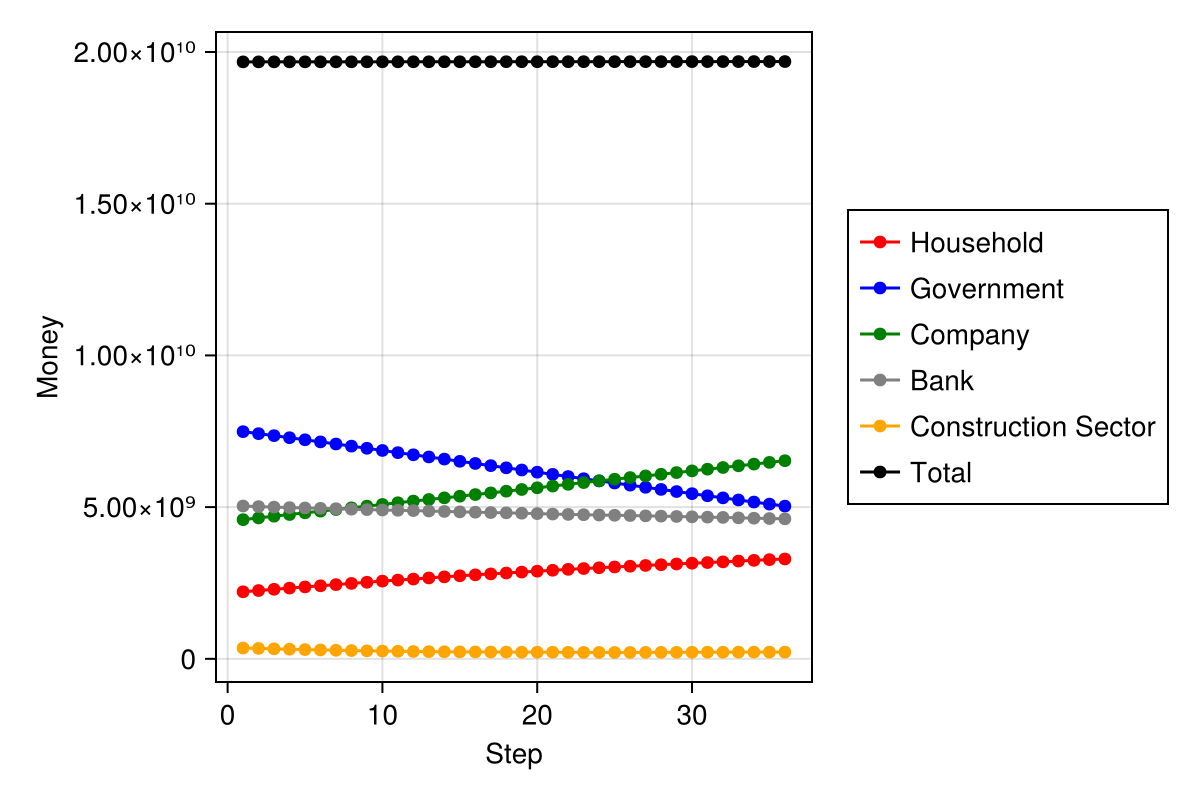 Money
2.00×10¹⁰
1.50×10¹⁰
1.00×10¹⁰
5.00×10⁹
0
0 10 20 30
Step
Household
Government
Company
Bank
Construction Sector
Total